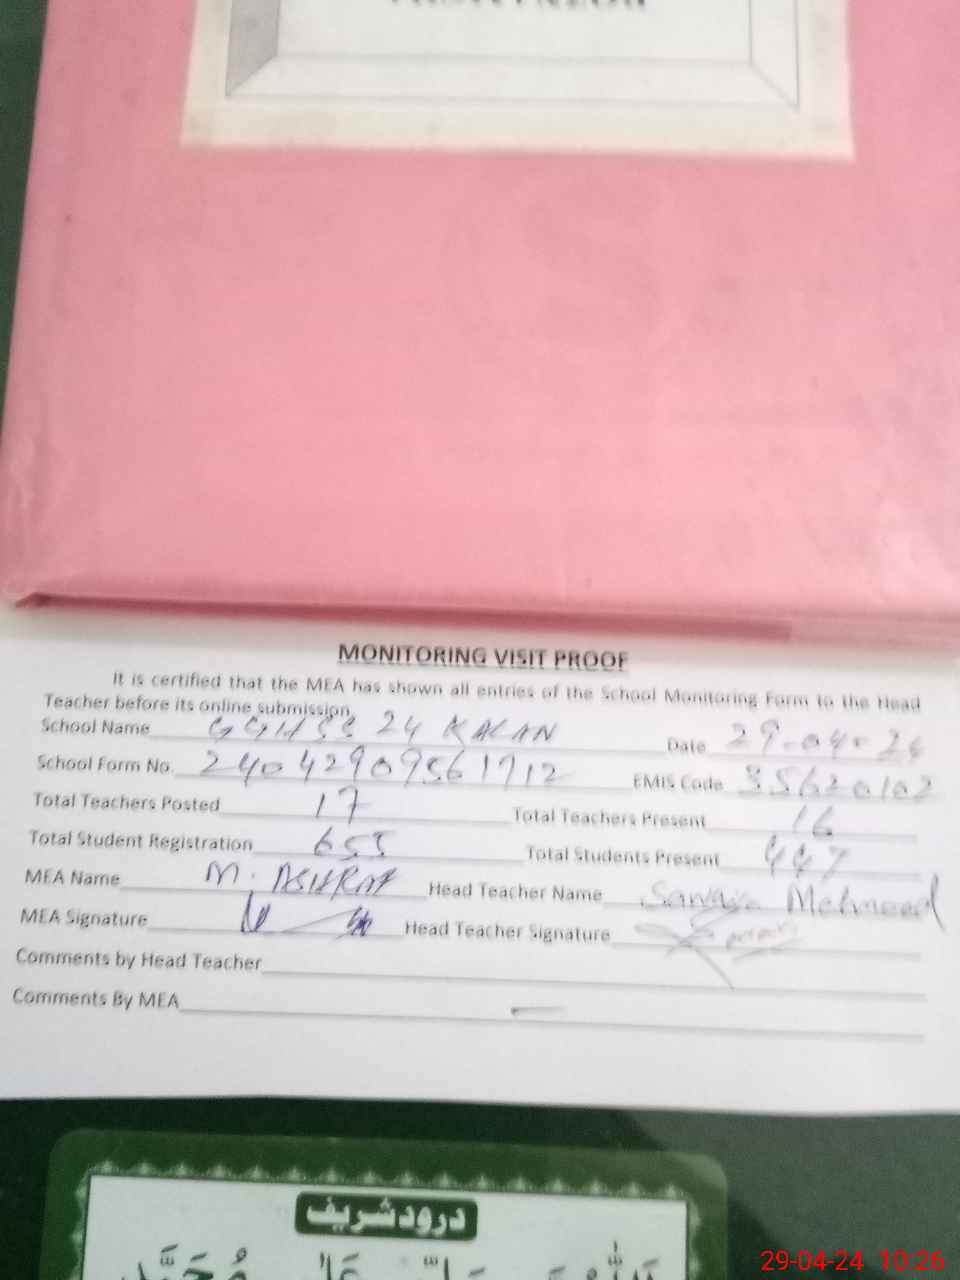 MONITORING VISIT PROOF
It is certified that the MEA has shown all entries of the School Monitoring Form to the Head
Teacher before its online submission
School Name GGHSS 24 KALAN Date 29-04-24
School Form No. 24042909561712 EMIS Code 35620102
Total Teachers Posted 17 Total Teachers Present 16
Total Student Registration 655 Total Students Present 447
MEA Name M. ASHRAF Head Teacher Name Mehmood
MEA Signature Head Teacher Signature
Comments by Head Teacher
Comments By MEA —
درود شریف
29-04-24 10:26